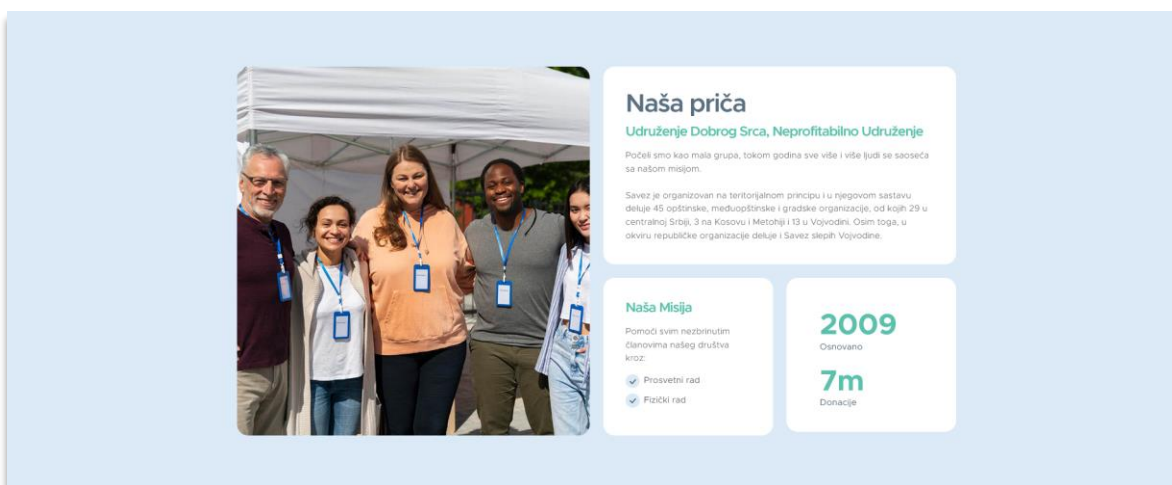 Naša priča
Udruženje Dobrog Srca, Neprofitabilno Udruženje
Počeli smo kao mala grupa, tokom godina sve više i više ljudi se saoseća
sa našom misijom.
Savez je organizovan na teritorijalnom principu i u njegovom sastavu
deluje 45 opštinske, međuopštinske i gradske organizacije, od kojih 29 u
centralnoj Srbiji, 3 na Kosovu i Metohiji i 13 u Vojvodini. Osim toga, u
okviru republičke organizacije deluje i Savez slepih Vojvodine.
Naša Misija
Pomoći svim nezbrinutim
članovima našeg društva
kroz:
Prosvetni rad
Fizički rad
2009
Osnovano
7m
Donacije